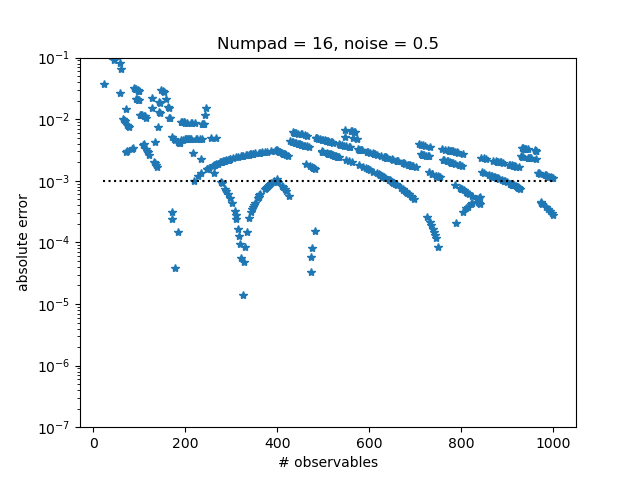 Numpad = 16, noise = 0.5
absolute error
10⁻¹
10⁻²
10⁻³
10⁻⁴
10⁻⁵
10⁻⁶
10⁻⁷
0 200 400 600 800 1000
# observables